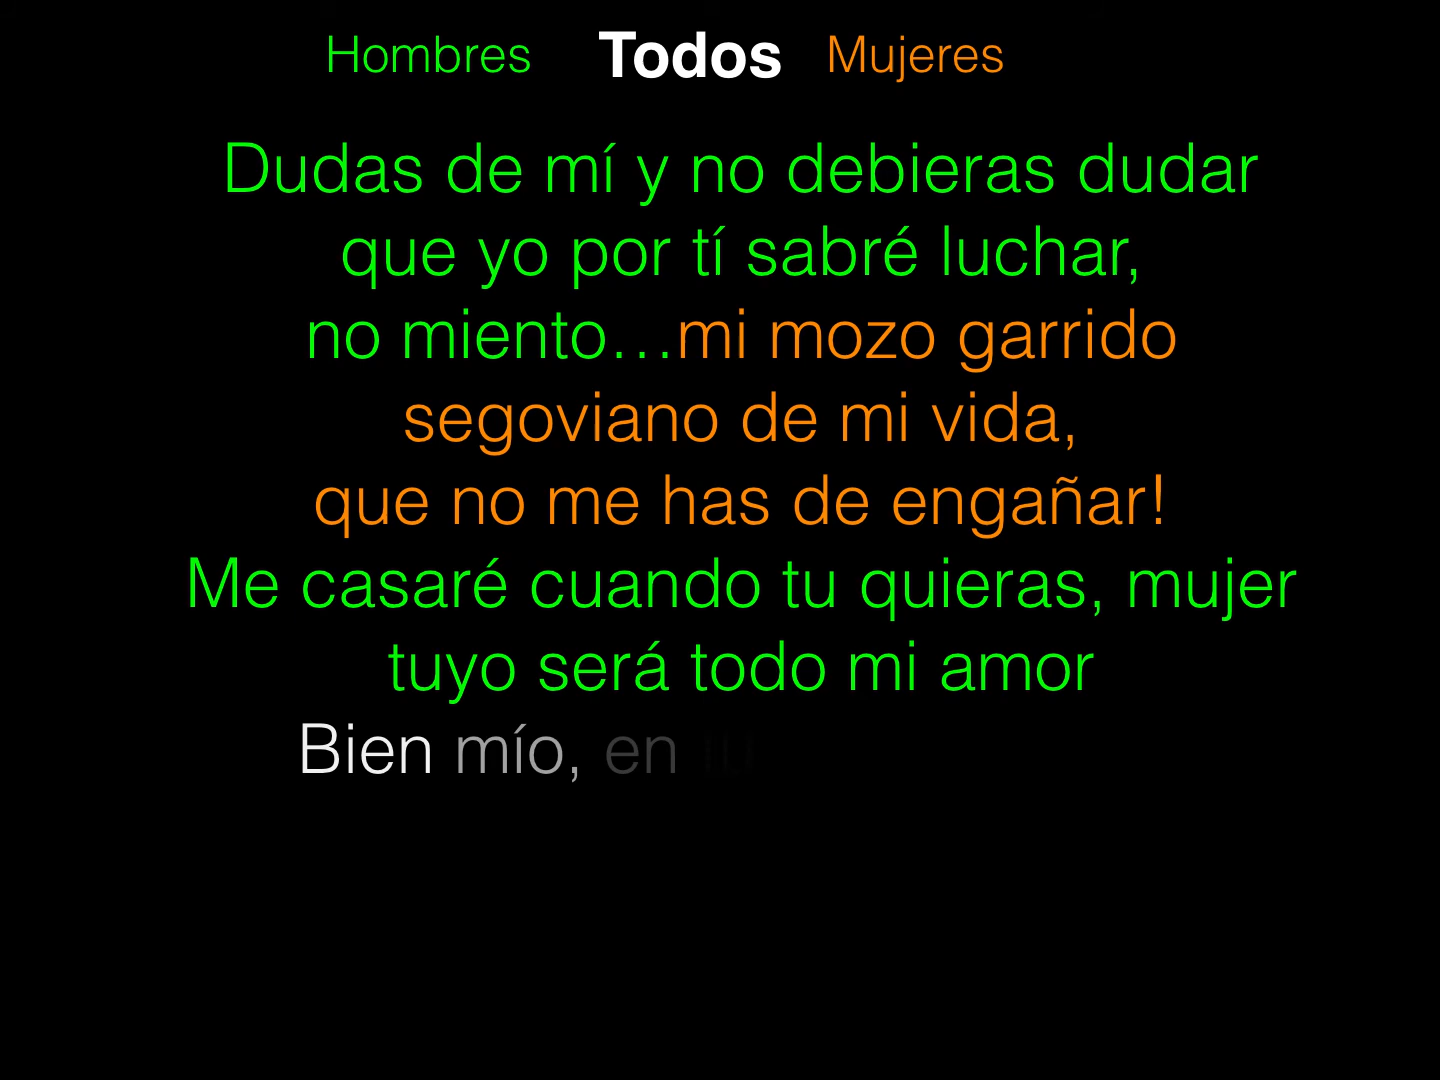 Hombres Todos Mujeres
Dudas de mí y no debieras dudar
que yo por tí sabré luchar,
no miento...mi mozo garrido
segoviano de mi vida,
que no me has de engañar!
Me casaré cuando tu quieras, mujer
tuyo será todo mi amor
Bien mío, en